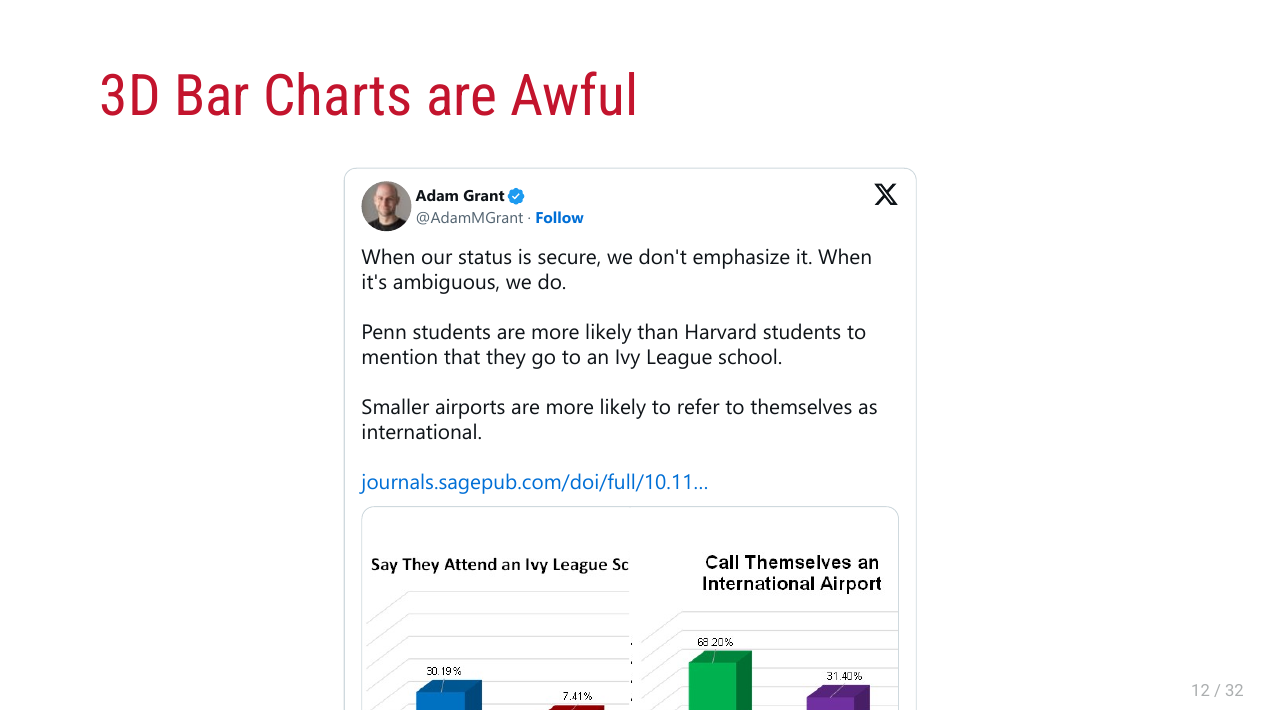 3D Bar Charts are Awful
Adam Grant
@AdamMGrant · Follow
When our status is secure, we don't emphasize it. When
it's ambiguous, we do.
Penn students are more likely than Harvard students to
mention that they go to an Ivy League school.
Smaller airports are more likely to refer to themselves as
international.
journals.sagepub.com/doi/full/10.11…
Say They Attend an Ivy League Sc
30.19%
7.41%
Call Themselves an
International Airport
68.20%
31.40%
12 / 32